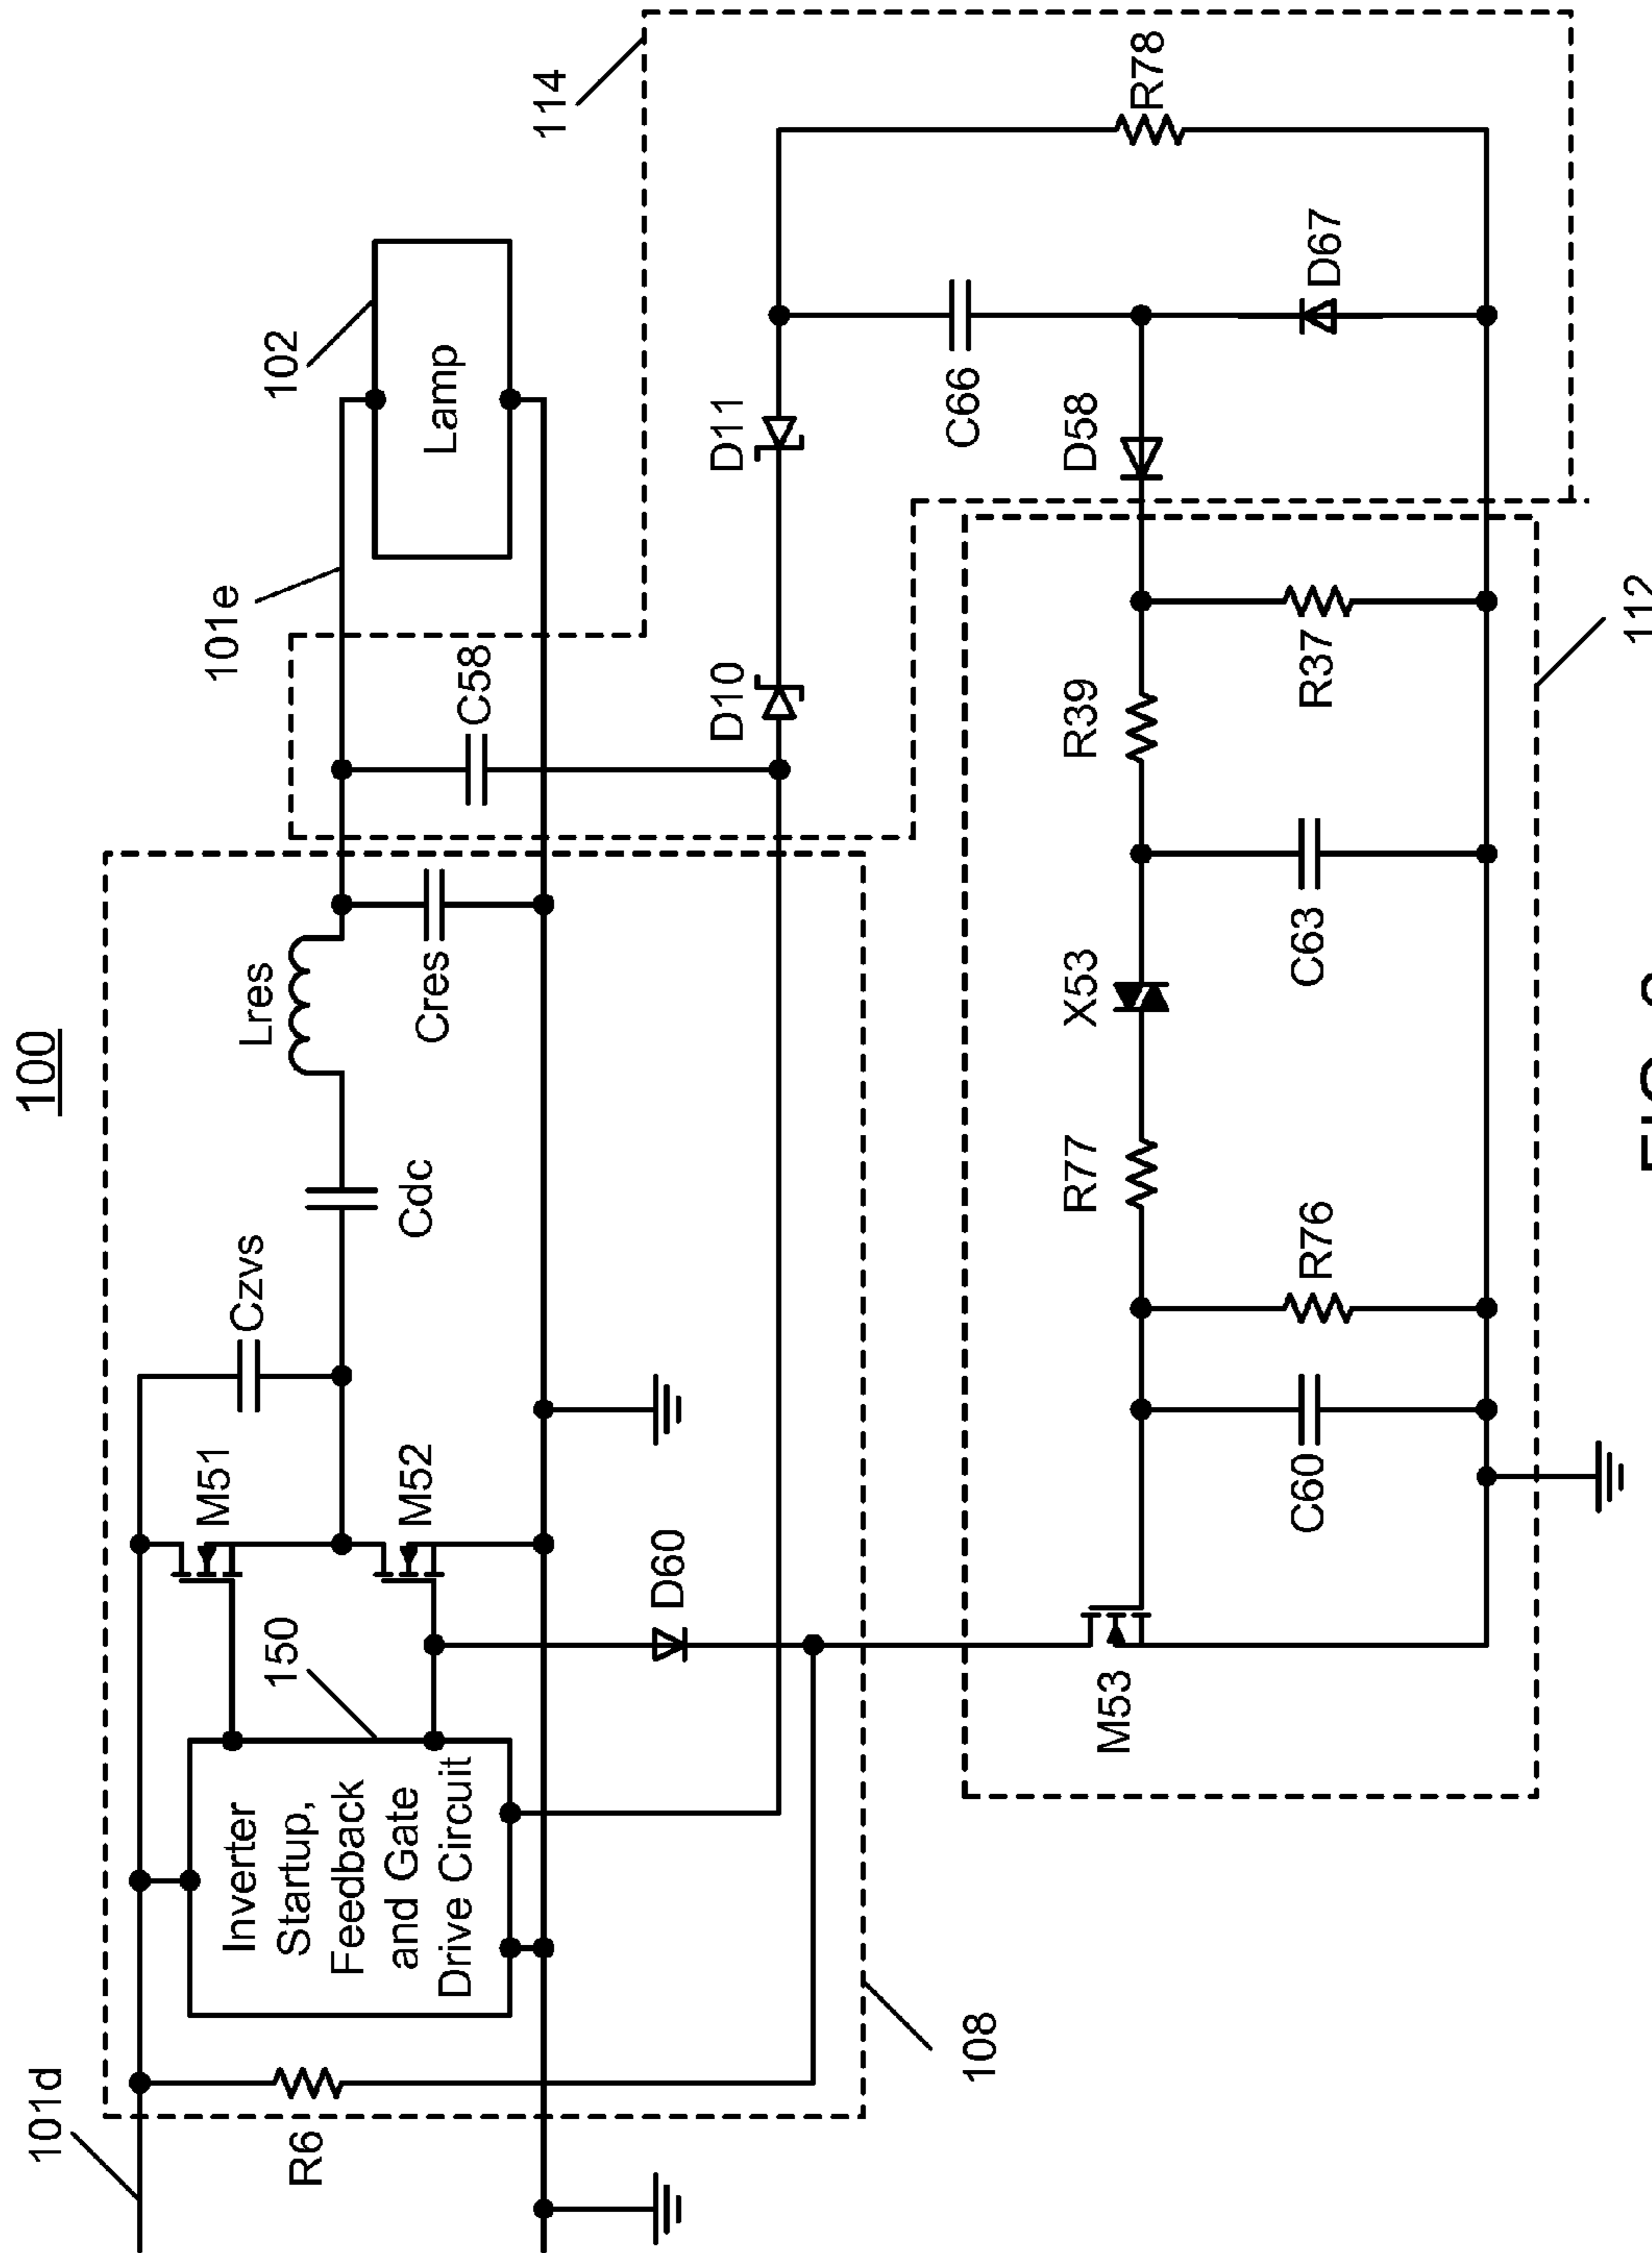 100
101d
R6
Inverter
Startup,
Feedback
and Gate
Drive Circuit
150
M51
M52
Czvs
Cdc
Lres
Cres
D60
108
101e
102
Lamp
C58
114
D10
D11
C66
R78
D67
D58
M53
C60
R76
R77
X53
C63
R39
R37
112